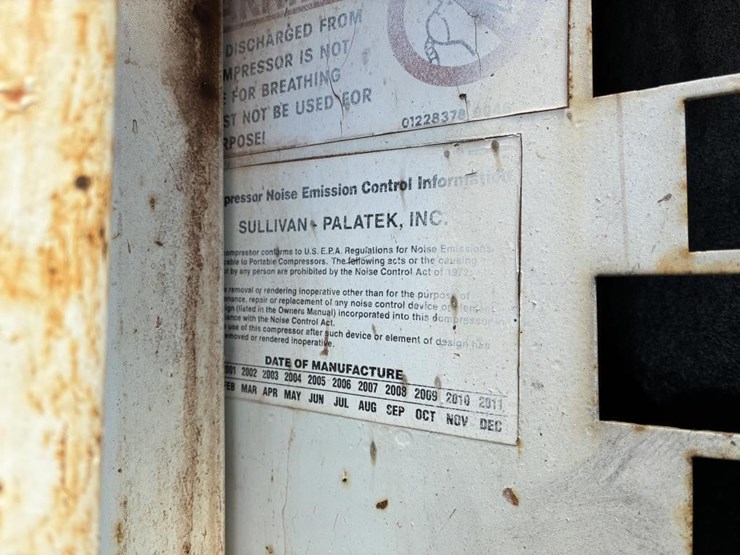 DISCHARGED FROM
MPRESSOR IS NOT
FOR BREATHING
ST NOT BE USED FOR
RPOSE!
01228378
pressor Noise Emission Control Information
SULLIVAN - PALATEK, INC.
ompressor conforms to U.S. E.P.A. Regulations for Noise Emissions
cable to Portable Compressors. The following acts or the causing
of by any person are prohibited by the Noise Control Act of 1972:
removal or rendering inoperative other than for the purpose of
enance, repair or replacement of any noise control device or element
ign (listed in the Owners Manual) incorporated into this compressor in
iance with the Noise Control Act.
use of this compressor after such device or element of design has
emoved or rendered inoperative.
DATE OF MANUFACTURE
001 2002 2003 2004 2005 2006 2007 2008 2009 2010 2011
FEB MAR APR MAY JUN JUL AUG SEP OCT NOV DEC